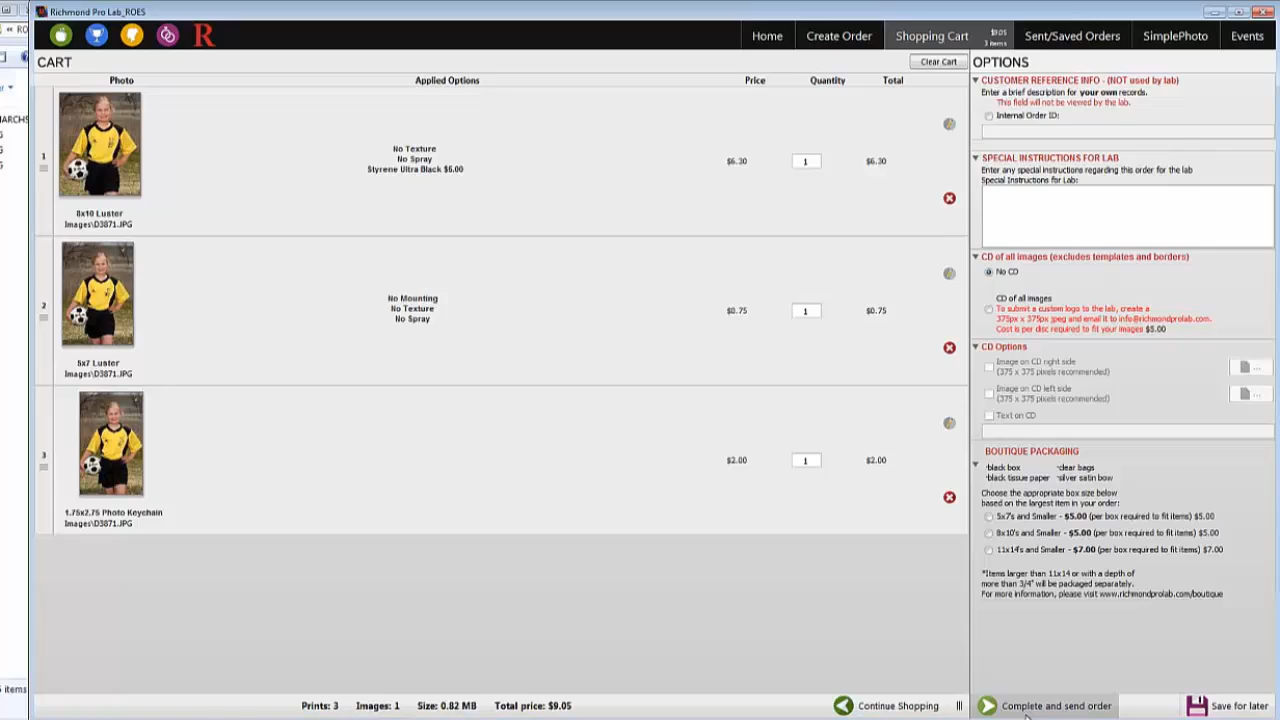 Richmond Pro Lab_ROES
R
Home
Create Order
Shopping Cart
$9.05
3 items
Sent/Saved Orders
SimplePhoto
Events
CART
Clear Cart
Photo
Applied Options
Price
Quantity
Total
1
No Texture
No Spray
Styrene Ultra Black $5.00
$6.30
1
$6.30
8x10 Luster
Images\D3871.JPG
2
No Mounting
No Texture
No Spray
$0.75
1
$0.75
5x7 Luster
Images\D3871.JPG
3
$2.00
1
$2.00
1.75x2.75 Photo Keychain
Images\D3871.JPG
OPTIONS
CUSTOMER REFERENCE INFO - (NOT used by lab)
Enter a brief description for your own records.
This field will not be viewed by the lab.
Internal Order ID:
SPECIAL INSTRUCTIONS FOR LAB
Enter any special instructions regarding this order for the lab
Special Instructions for Lab:
CD of all images (excludes templates and borders)
No CD
CD of all images
To submit a custom logo to the lab, create a
375px x 375px jpeg and email it to info@richmondprolab.com.
Cost is per disc required to fit your images $5.00
CD Options
Image on CD right side
(375 x 375 pixels recommended)
...
Image on CD left side
(375 x 375 pixels recommended)
...
Text on CD
BOUTIQUE PACKAGING
·black box ·clear bags
·black tissue paper ·silver satin bow
Choose the appropriate box size below
based on the largest item in your order:
5x7's and Smaller - $5.00 (per box required to fit items) $5.00
8x10's and Smaller - $5.00 (per box required to fit items) $5.00
11x14's and Smaller - $7.00 (per box required to fit items) $7.00
*Items larger than 11x14 or with a depth of
more than 3/4" will be packaged separately.
For more information, please visit www.richmondprolab.com/boutique
items
Prints: 3 Images: 1 Size: 0.82 MB Total price: $9.05
Continue Shopping
Complete and send order
Save for later